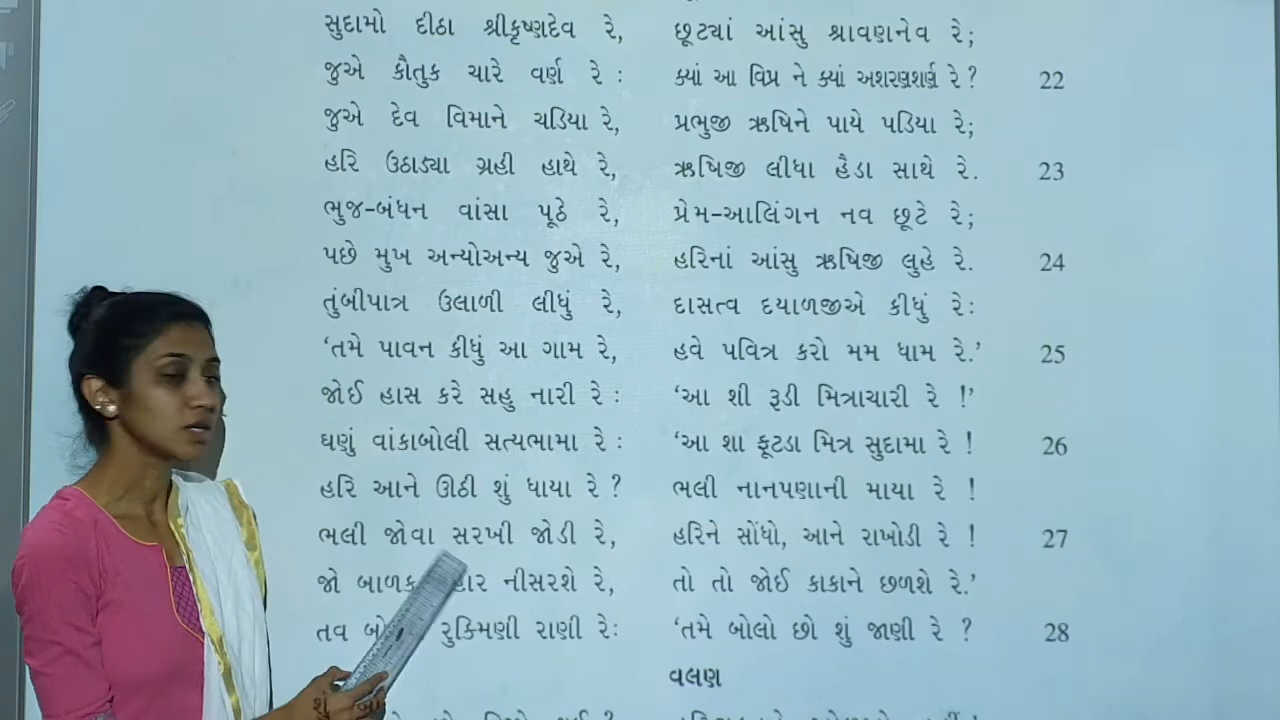 સુદામો દીઠા શ્રીકૃષ્ણદેવ રે, છૂટ્યાં આંસુ શ્રાવણનેવ રે;
જુએ કૌતુક ચારે વર્ણ રે : ક્યાં આ વિપ્ર ને ક્યાં અશરણશર્ણ રે? 22
જુએ દેવ વિમાને ચડિયા રે, પ્રભુજી ઋષિને પાયે પડિયા રે;
હરિ ઉઠાડ્યા ગ્રહી હાથે રે, ઋષિજી લીધા હૈડા સાથે રે. 23
ભુજ-બંધન વાંસા પૂઠે રે, પ્રેમ-આલિંગન નવ છૂટે રે;
પછે મુખ અન્યોઅન્ય જુએ રે, હરિનાં આંસુ ઋષિજી લુહે રે. 24
તુંબીપાત્ર ઉલાળી લીધું રે, દાસત્વ દયાળજીએ કીધું રેઃ
‘તમે પાવન કીધું આ ગામ રે, હવે પવિત્ર કરો મમ ધામ રે.’ 25
જોઈ હાસ કરે સહુ નારી રે : ‘આ શી રૂડી મિત્રાચારી રે !’
ઘણું વાંકાબોલી સત્યભામા રે : ‘આ શા ફૂટડા મિત્ર સુદામા રે ! 26
હરિ આને ઊઠી શું ધાયા રે ? ભલી નાનપણાની માયા રે !
ભલી જોવા સરખી જોડી રે, હરિને સોંધો, આને રાખોડી રે ! 27
જો નીસરશે રે, તો તો જોઈ કાકાને છળશે રે.’
તવ રુક્મિણી રાણી રેઃ ‘તમે બોલો છો શું જાણી રે ? 28
વલણ